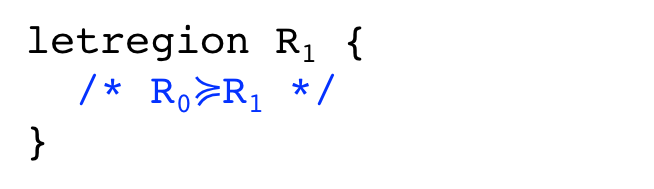 letregion R₁ {
/* R₀≽R₁ */
}